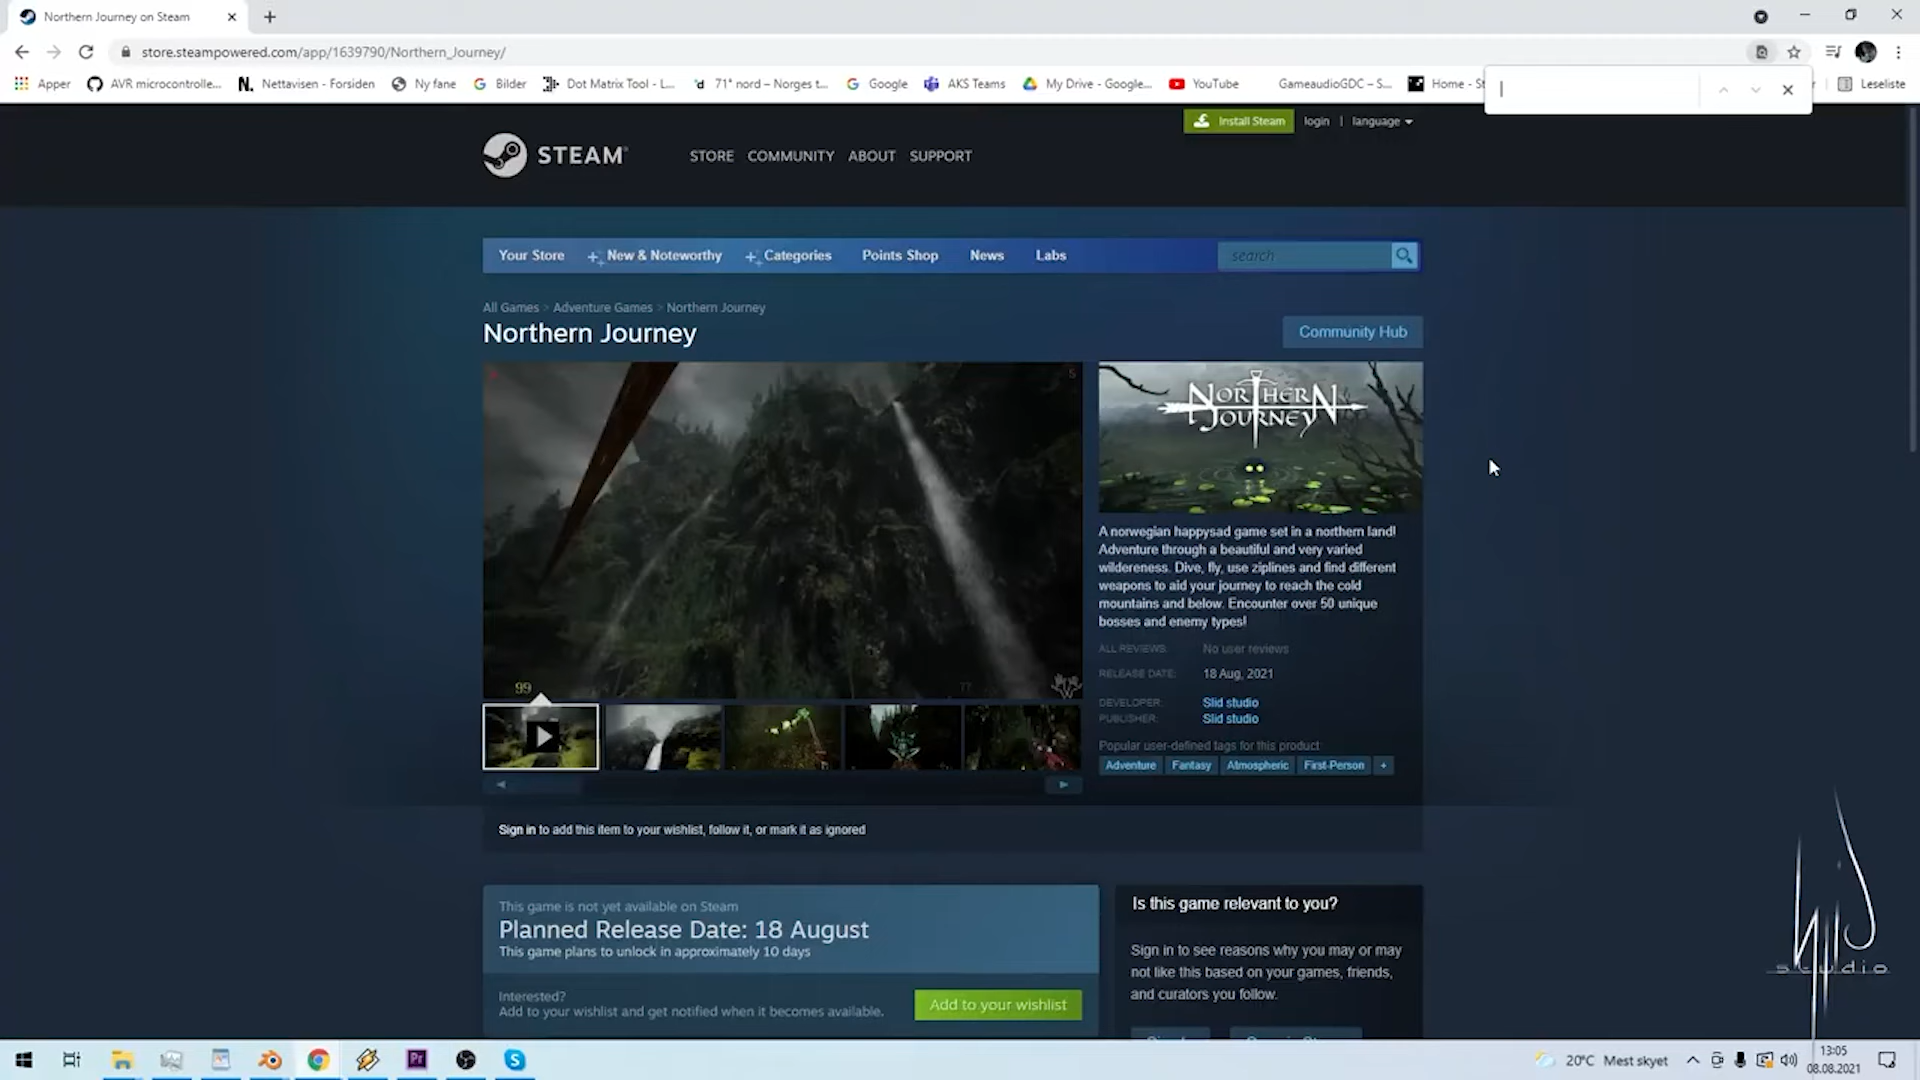 Northern Journey on Steam
store.steampowered.com/app/1639790/Northern_Journey/
Apper
AVR microcontrolle...
Nettavisen - Forsiden
Ny fane
Bilder
Dot Matrix Tool - L...
71° nord – Norges t...
Google
AKS Teams
My Drive - Google...
YouTube
GameaudioGDC – S...
Home - St
Leseliste
Install Steam
login | language
STEAM
STORE COMMUNITY ABOUT SUPPORT
Your Store
New & Noteworthy
Categories
Points Shop
News
Labs
search
All Games > Adventure Games > Northern Journey
Northern Journey
Community Hub
5
NORTHERN
JOURNEY
A norwegian happysad game set in a northern land!
Adventure through a beautiful and very varied
wildereness. Dive, fly, use ziplines and find different
weapons to aid your journey to reach the cold
mountains and below. Encounter over 50 unique
bosses and enemy types!
ALL REVIEWS: No user reviews
RELEASE DATE: 18 Aug, 2021
DEVELOPER: Slid studio
PUBLISHER: Slid studio
Popular user-defined tags for this product:
Adventure Fantasy Atmospheric First-Person +
99
77
Sign in to add this item to your wishlist, follow it, or mark it as ignored
This game is not yet available on Steam
Planned Release Date: 18 August
This game plans to unlock in approximately 10 days
Interested?
Add to your wishlist and get notified when it becomes available.
Add to your wishlist
Is this game relevant to you?
Sign in to see reasons why you may or may
not like this based on your games, friends,
and curators you follow.
studio
Pr
20°C Mest skyet
13:05
08.08.2021